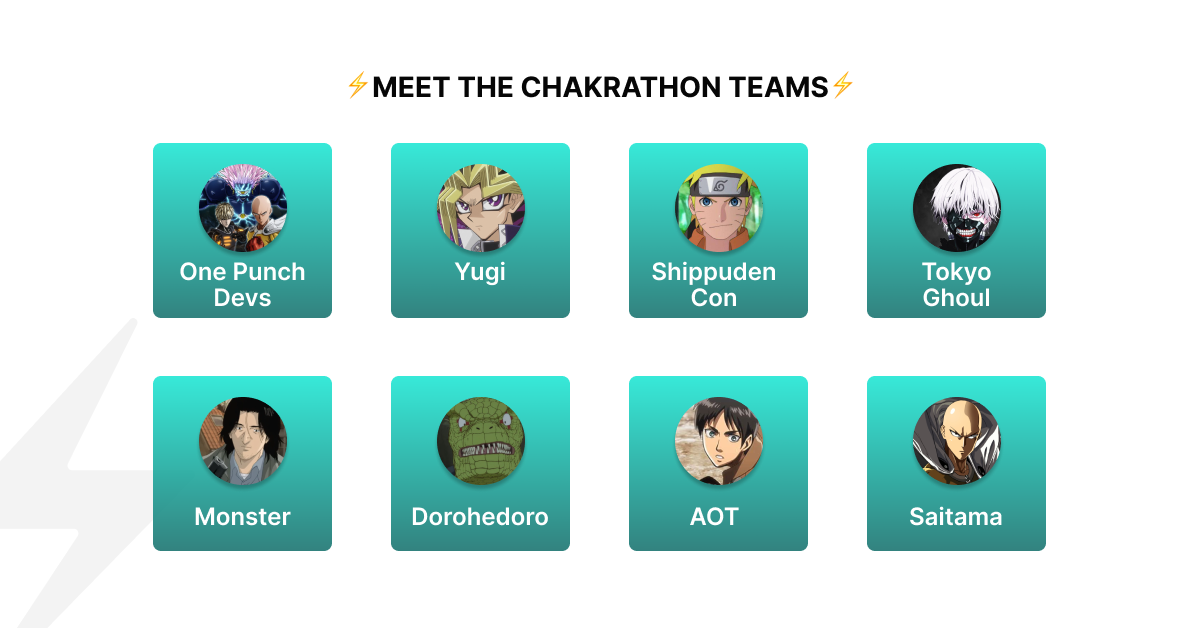 ⚡MEET THE CHAKRATHON TEAMS⚡
One Punch
Devs
Yugi
Shippuden
Con
Tokyo
Ghoul
Monster
Dorohedoro
AOT
Saitama